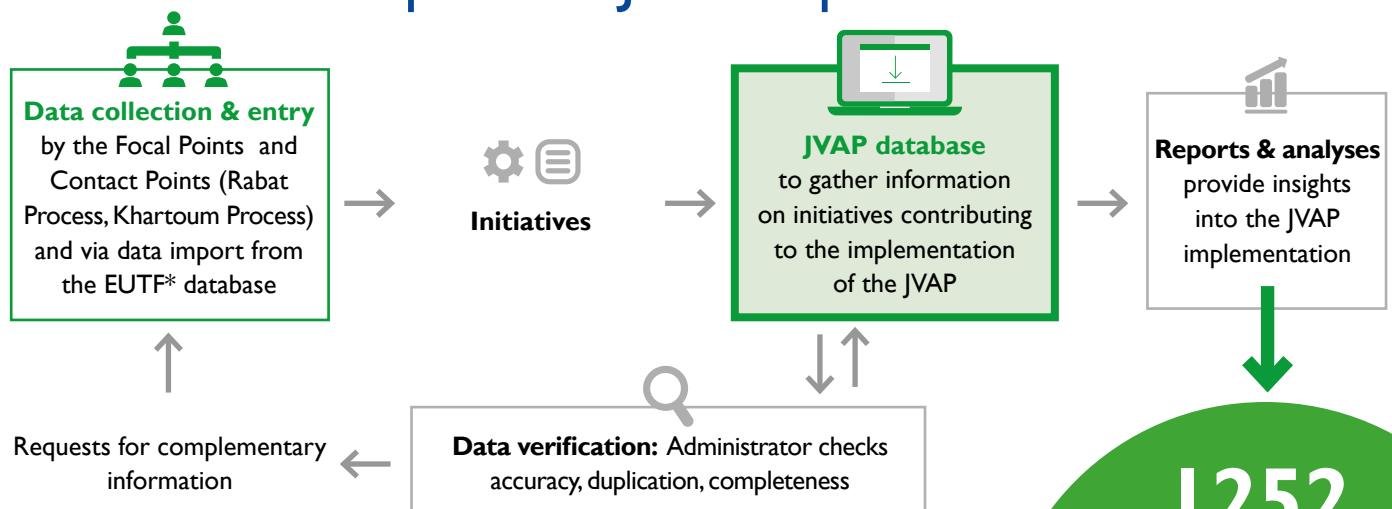 Data collection & entry
by the Focal Points and
Contact Points (Rabat
Process, Khartoum Process)
and via data import from
the EUTF* database
Initiatives
JVAP database
to gather information
on initiatives contributing
to the implementation
of the JVAP
Reports & analyses
provide insights
into the JVAP
implementation
Requests for complementary
information
Data verification: Administrator checks
accuracy, duplication, completeness
1252